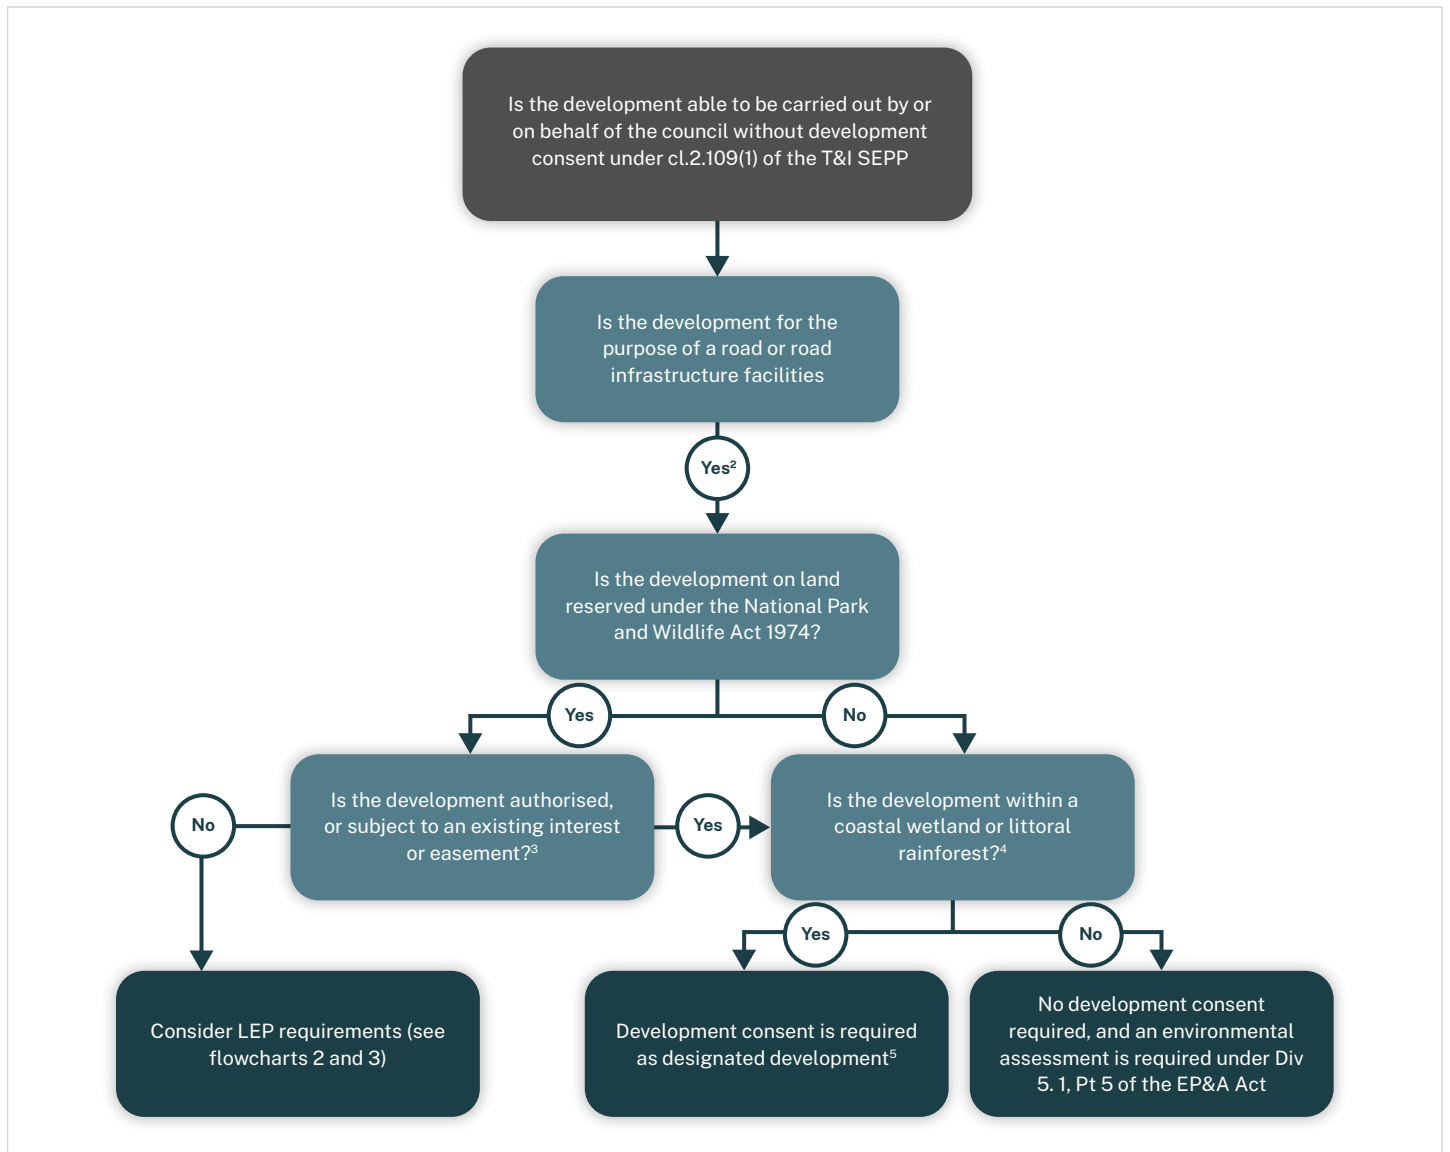 Is the development able to be carried out by or
on behalf of the council without development
consent under cl.2.109(1) of the T&I SEPP
Is the development for the
purpose of a road or road
infrastructure facilities
Yes²
Is the development on land
reserved under the National Park
and Wildlife Act 1974?
Yes
No
No
Is the development authorised,
or subject to an existing interest
or easement?³
Yes
Is the development within a
coastal wetland or littoral
rainforest?⁴
Yes
No
Consider LEP requirements (see
flowcharts 2 and 3)
Development consent is required
as designated development⁵
No development consent
required, and an environmental
assessment is required under Div
5. 1, Pt 5 of the EP&A Act